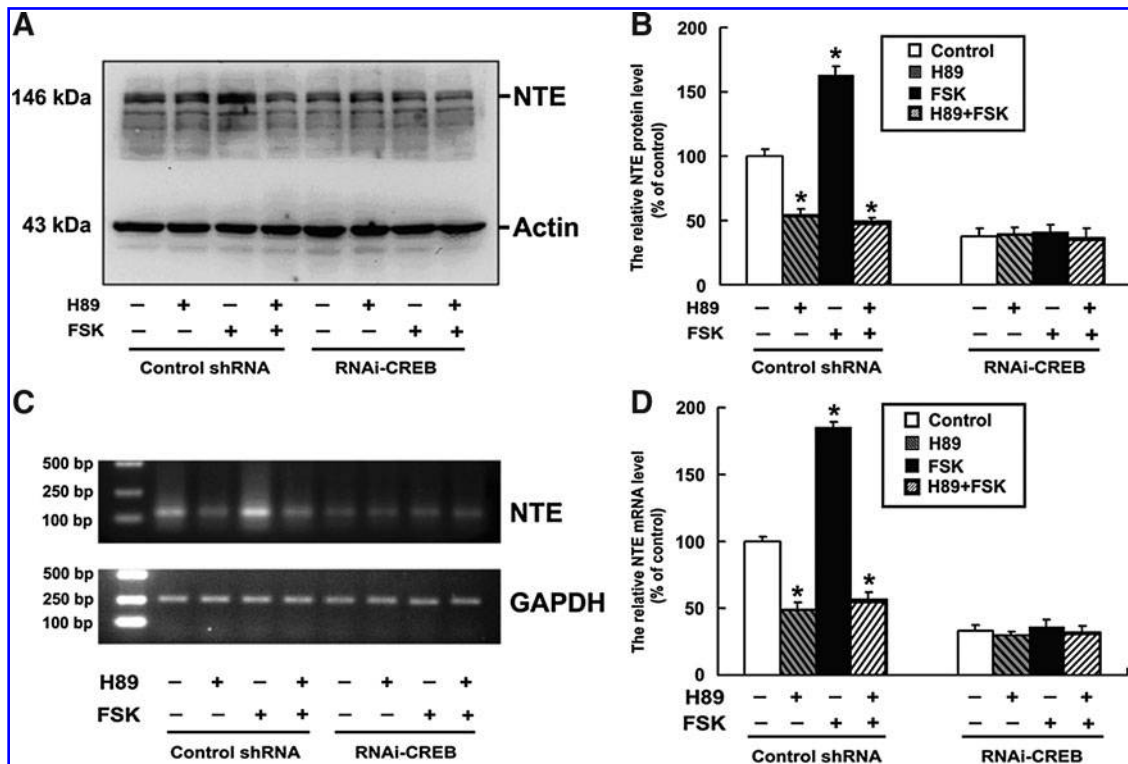 A
146 kDa
NTE
43 kDa
Actin
H89 – + – + – + – +
FSK – – + + – – + +
Control shRNA RNAi-CREB
B
The relative NTE protein level
(% of control)
200
150
100
50
0
Control
H89
FSK
H89+FSK
* * *
H89 – + – + – + – +
FSK – – + + – – + +
Control shRNA RNAi-CREB
C
500 bp
250 bp
100 bp
NTE
500 bp
250 bp
100 bp
GAPDH
H89 – + – + – + – +
FSK – – + + – – + +
Control shRNA RNAi-CREB
D
The relative NTE mRNA level
(% of control)
200
150
100
50
0
Control
H89
FSK
H89+FSK
* * *
H89 – + – + – + – +
FSK – – + + – – + +
Control shRNA RNAi-CREB